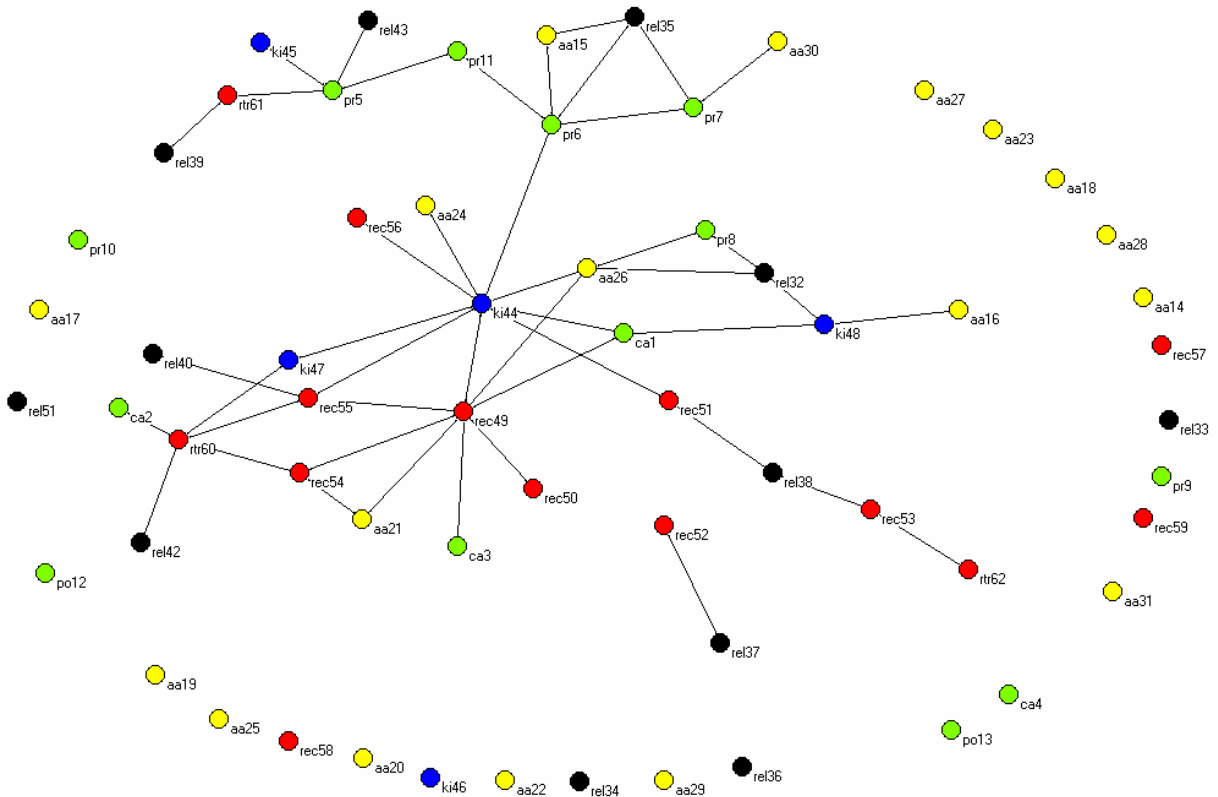 rel43
ki45
pr11
aa15
rel35
aa30
rtr61
pr5
pr6
pr7
aa27
aa23
rel39
aa18
aa24
rec56
pr8
aa28
pr10
aa26
rel32
aa14
aa17
ki44
ca1
ki48
aa16
rel40
ki47
rec57
rel51
ca2
rec55
rec49
rec51
rel33
rtr60
rec54
rec50
rel38
pr9
aa21
rec52
rec53
rec59
rel42
ca3
po12
rtr62
aa31
rel37
aa19
ca4
aa25
po13
rec58
aa20
ki46
aa22
rel34
aa29
rel36